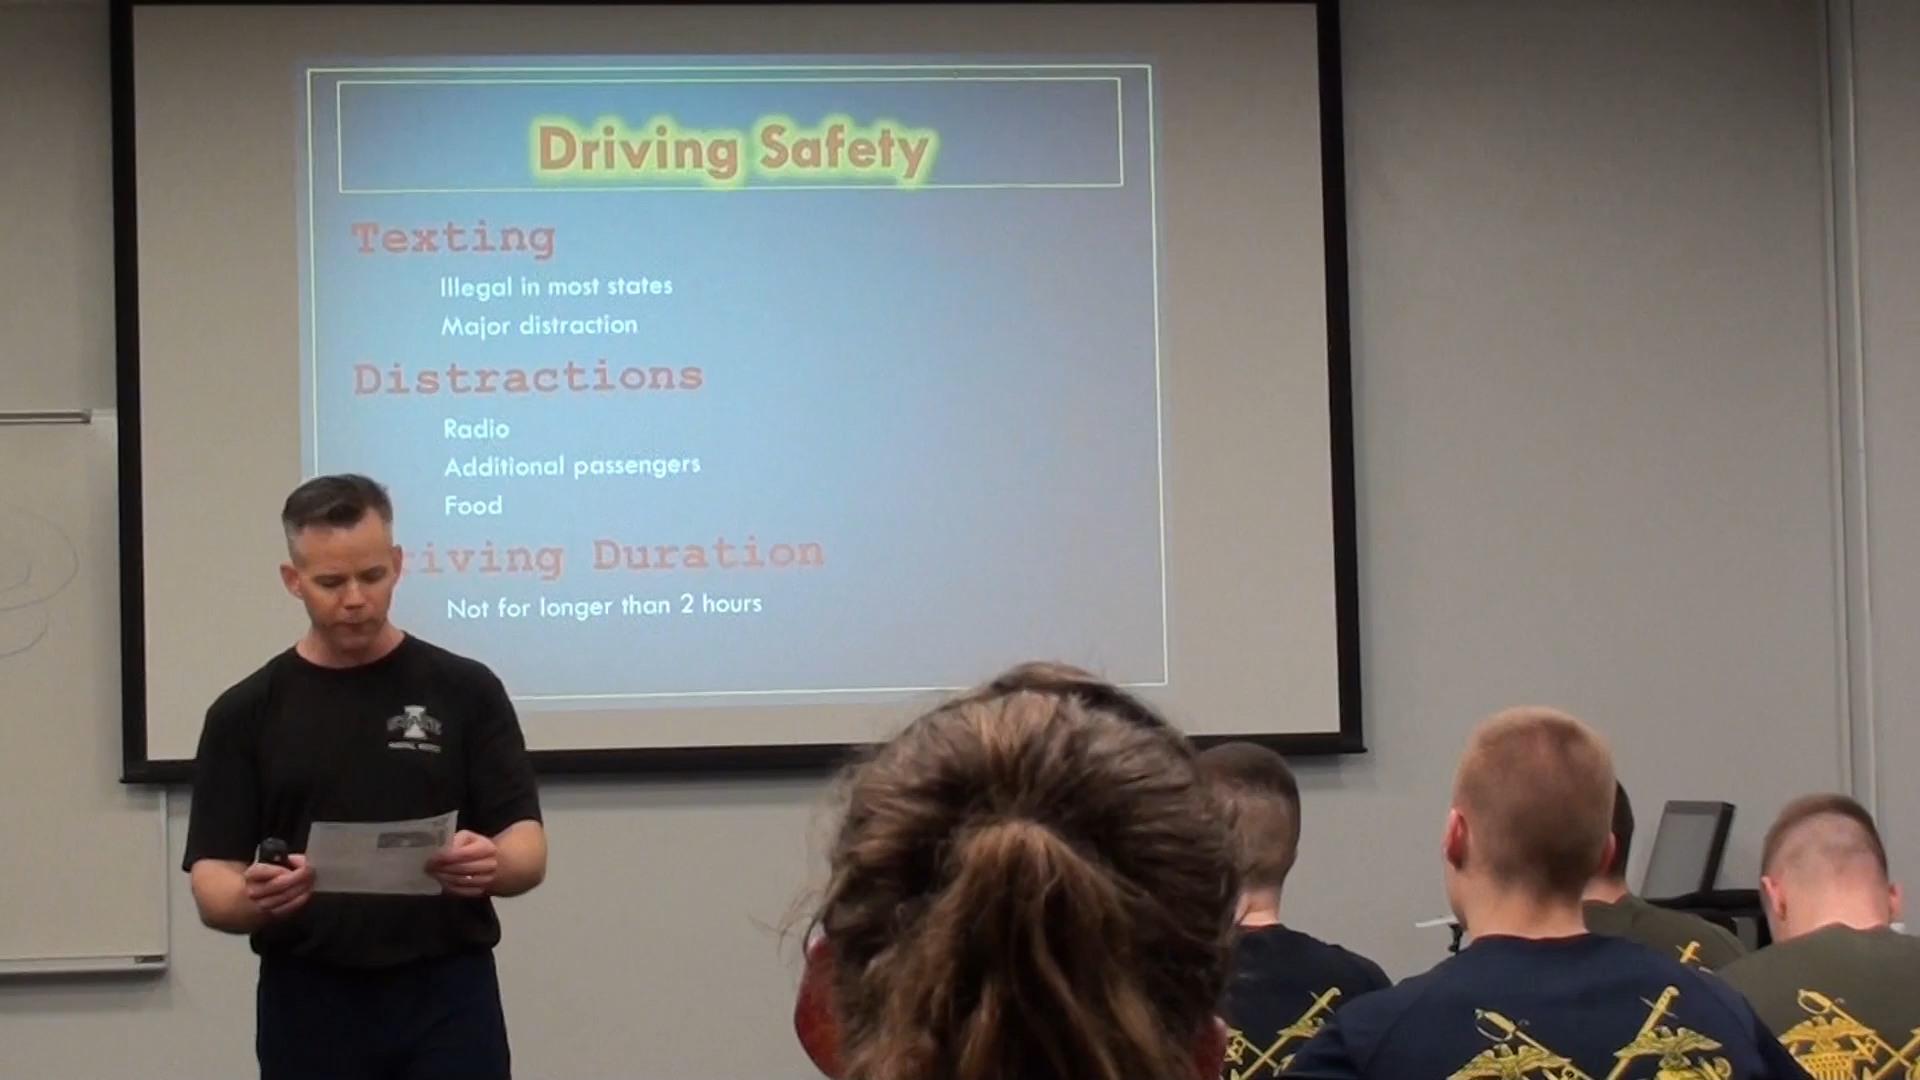 Driving Safety
Texting
Illegal in most states
Major distraction
Distractions
Radio
Additional passengers
Food
riving Duration
Not for longer than 2 hours